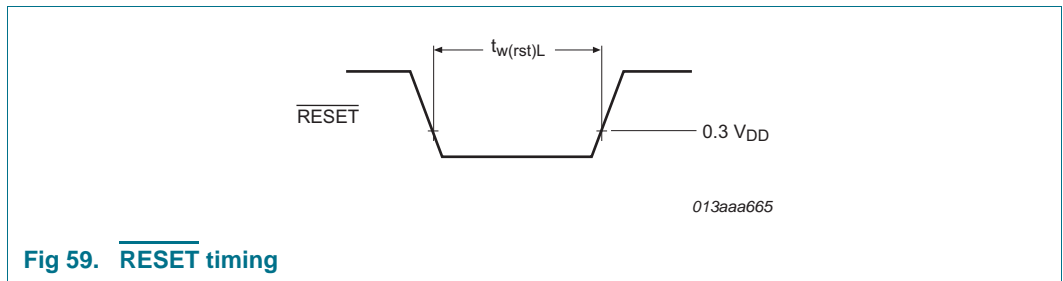 tw(rst)L
RESET
0.3 VDD
013aaa665
Fig 59. RESET timing